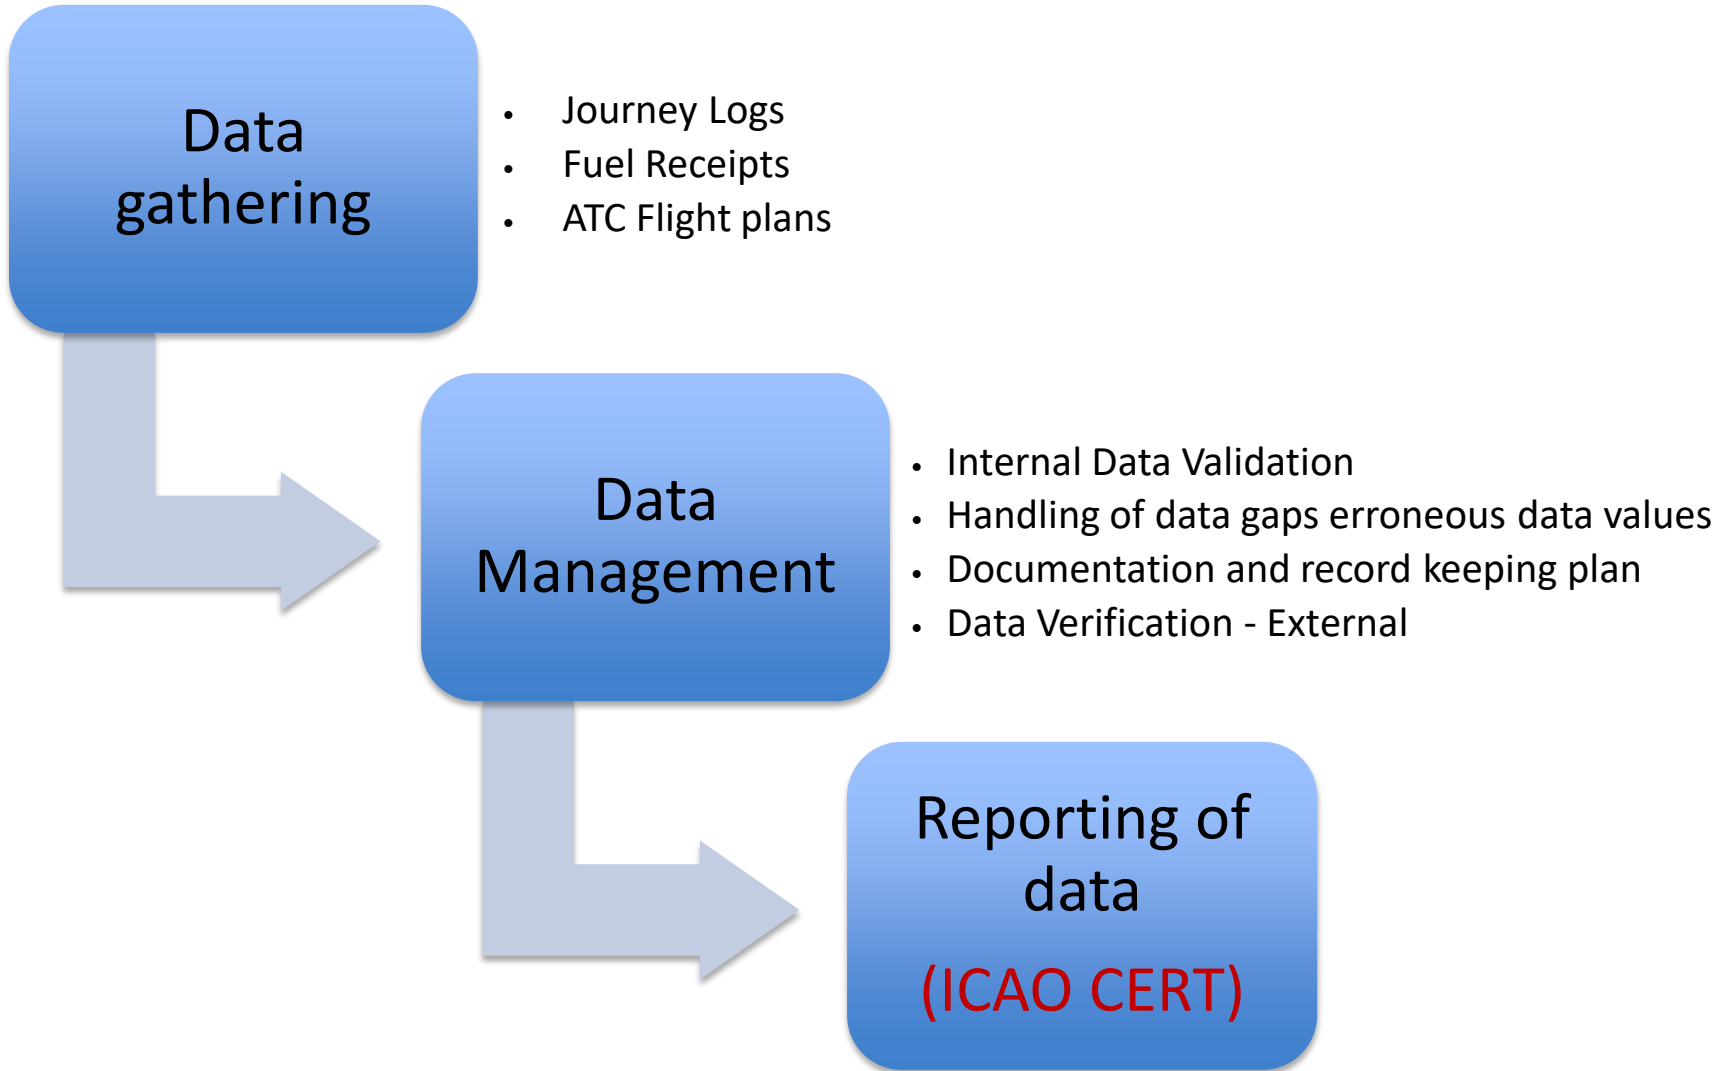 Data
gathering
• Journey Logs
• Fuel Receipts
• ATC Flight plans
Data
Management
• Internal Data Validation
• Handling of data gaps erroneous data values
• Documentation and record keeping plan
• Data Verification - External
Reporting of
data
(ICAO CERT)